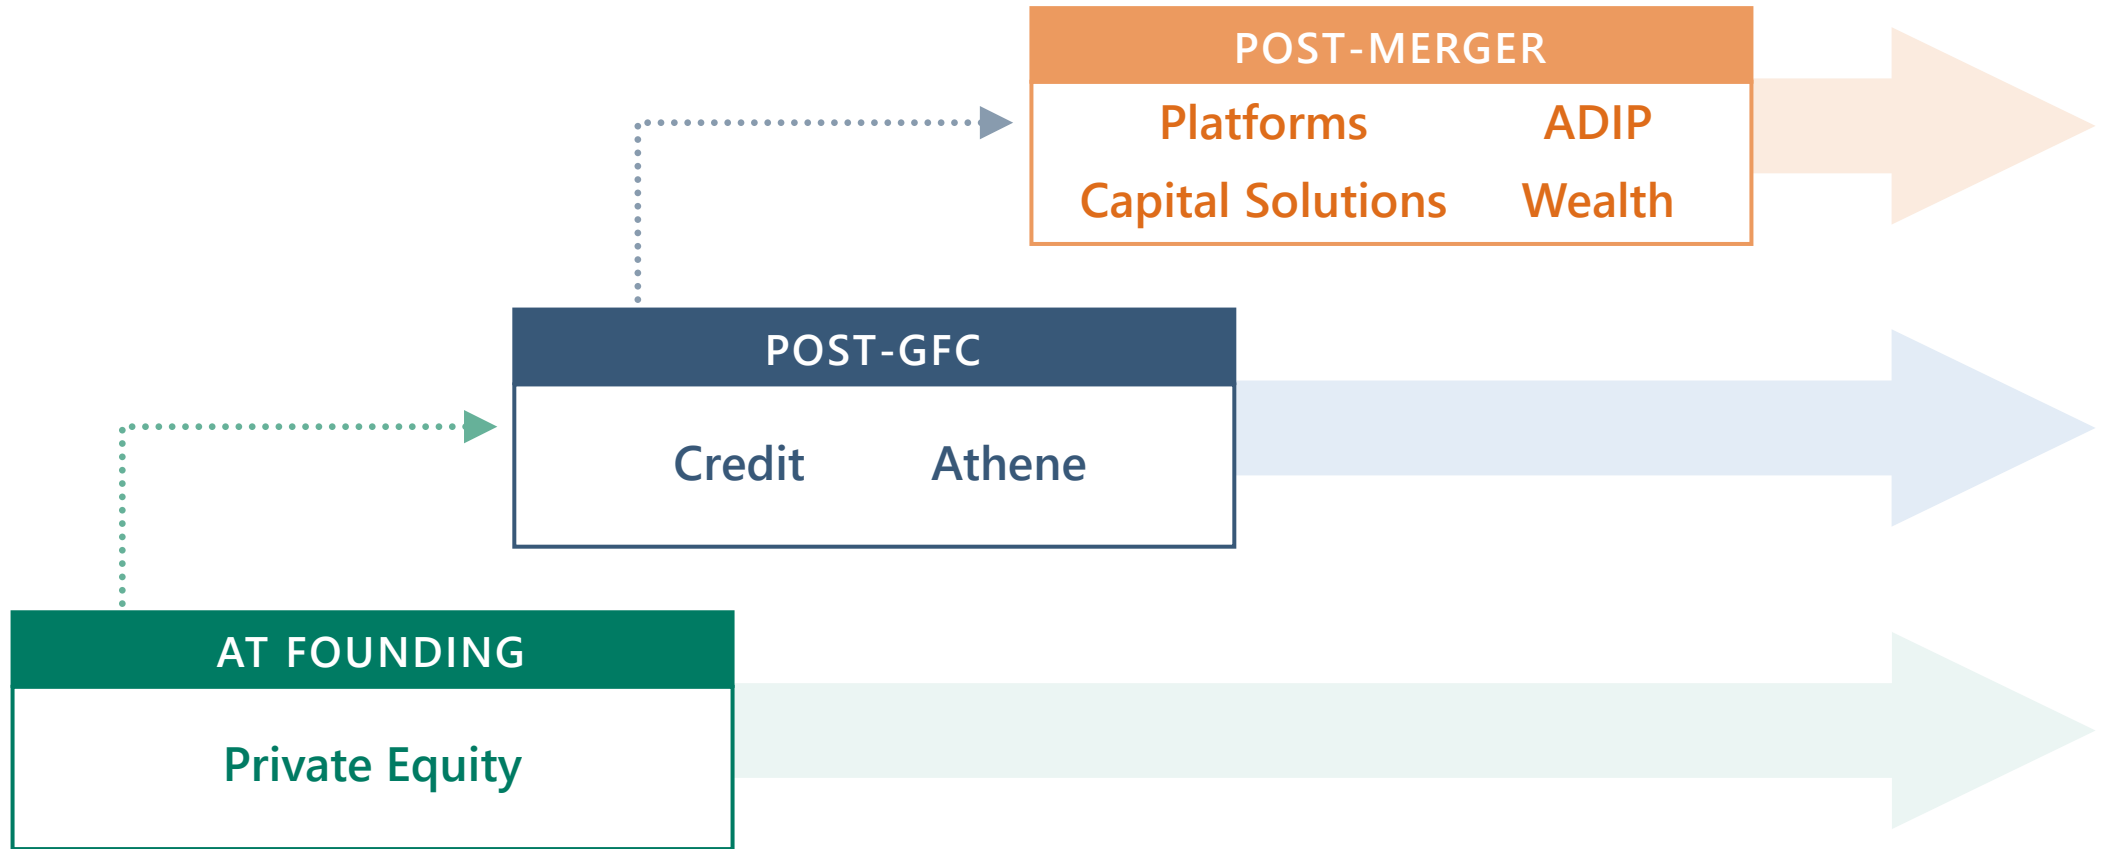 POST-MERGER
Platforms ADIP
Capital Solutions Wealth
POST-GFC
Credit Athene
AT FOUNDING
Private Equity